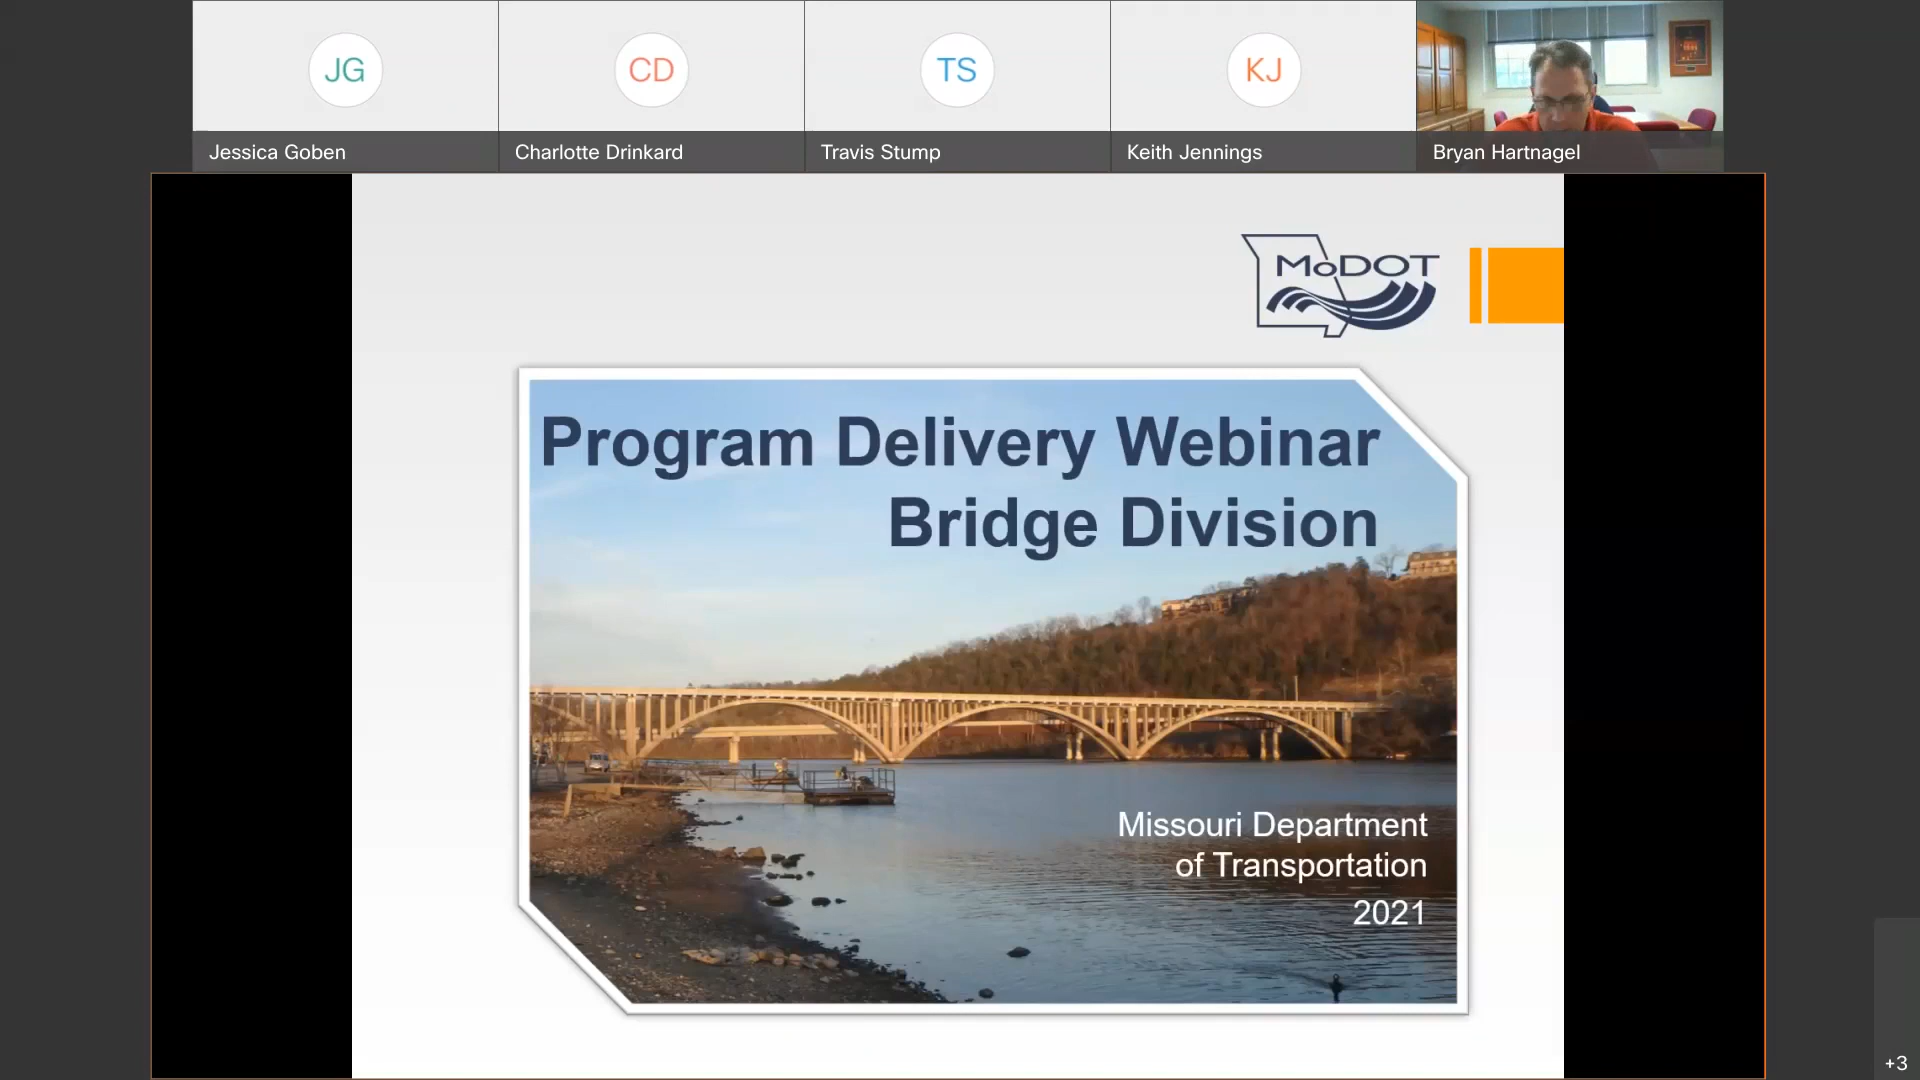 JG
CD
TS
KJ
Jessica Goben
Charlotte Drinkard
Travis Stump
Keith Jennings
Bryan Hartnagel
MoDOT
Program Delivery Webinar
Bridge Division
Missouri Department
of Transportation
2021
+3